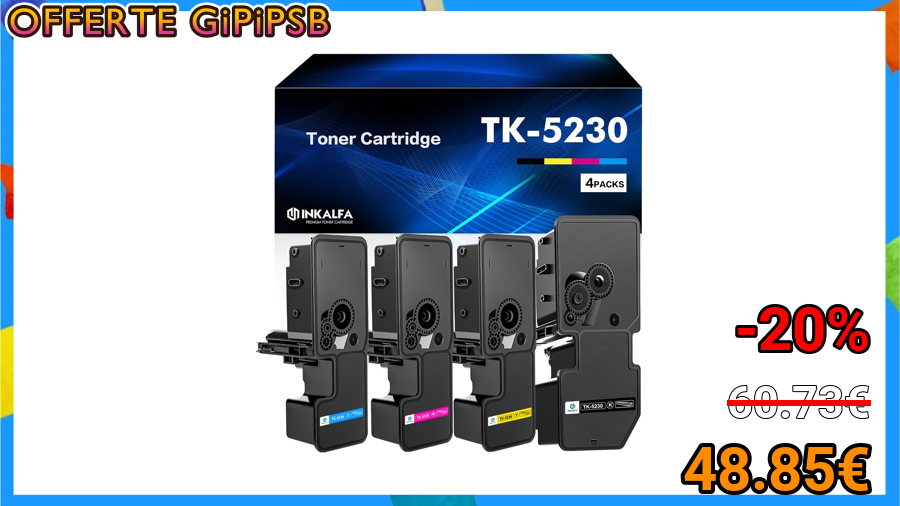 OFFERTE GiPiPSB
Toner Cartridge
TK-5230
4PACKS
INKALFA
PREMIUM TONER CARTRIDGE
TK-5230 K
-20%
60.73€
48.85€